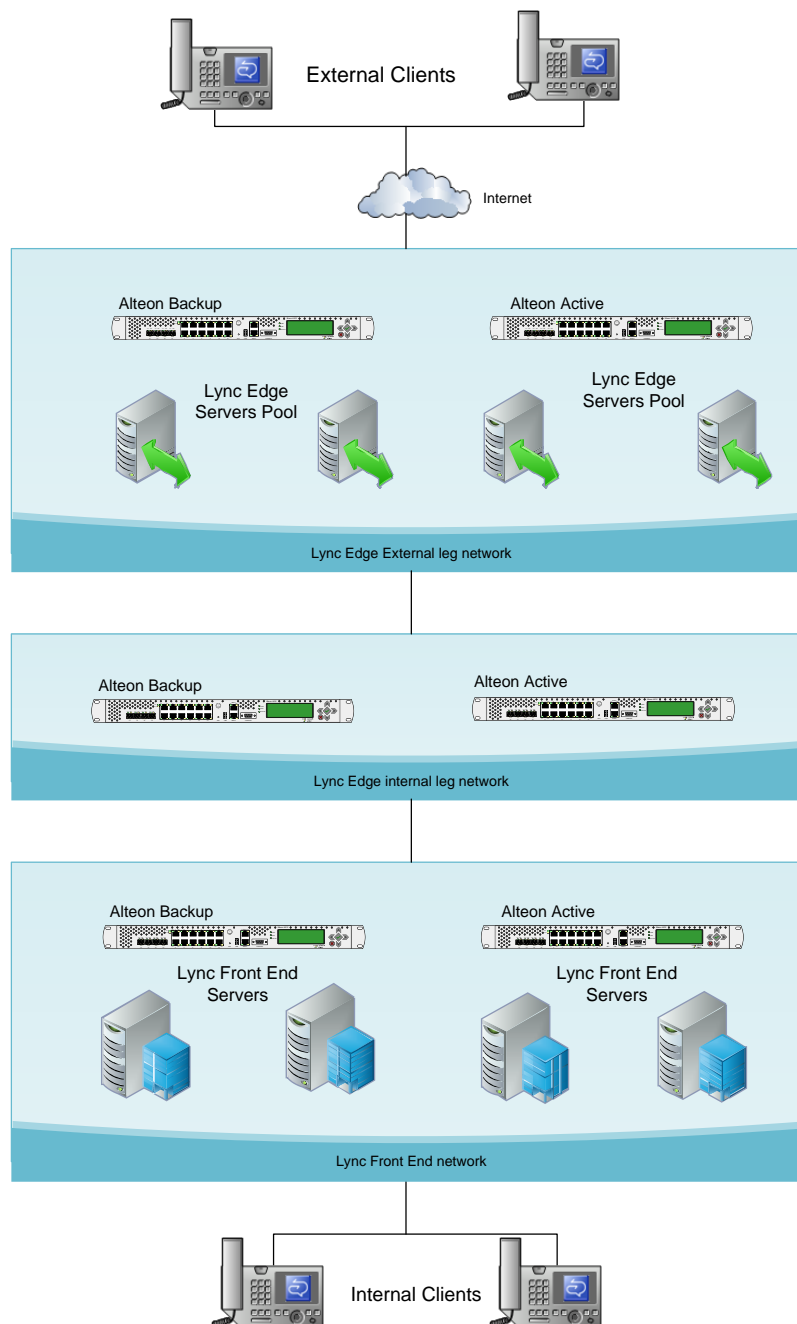 External Clients
Internet
Alteon Backup
Alteon Active
Lync Edge
Servers Pool
Lync Edge
Servers Pool
Lync Edge External leg network
Alteon Backup
Alteon Active
Lync Edge internal leg network
Alteon Backup
Alteon Active
Lync Front End
Servers
Lync Front End
Servers
Lync Front End network
Internal Clients